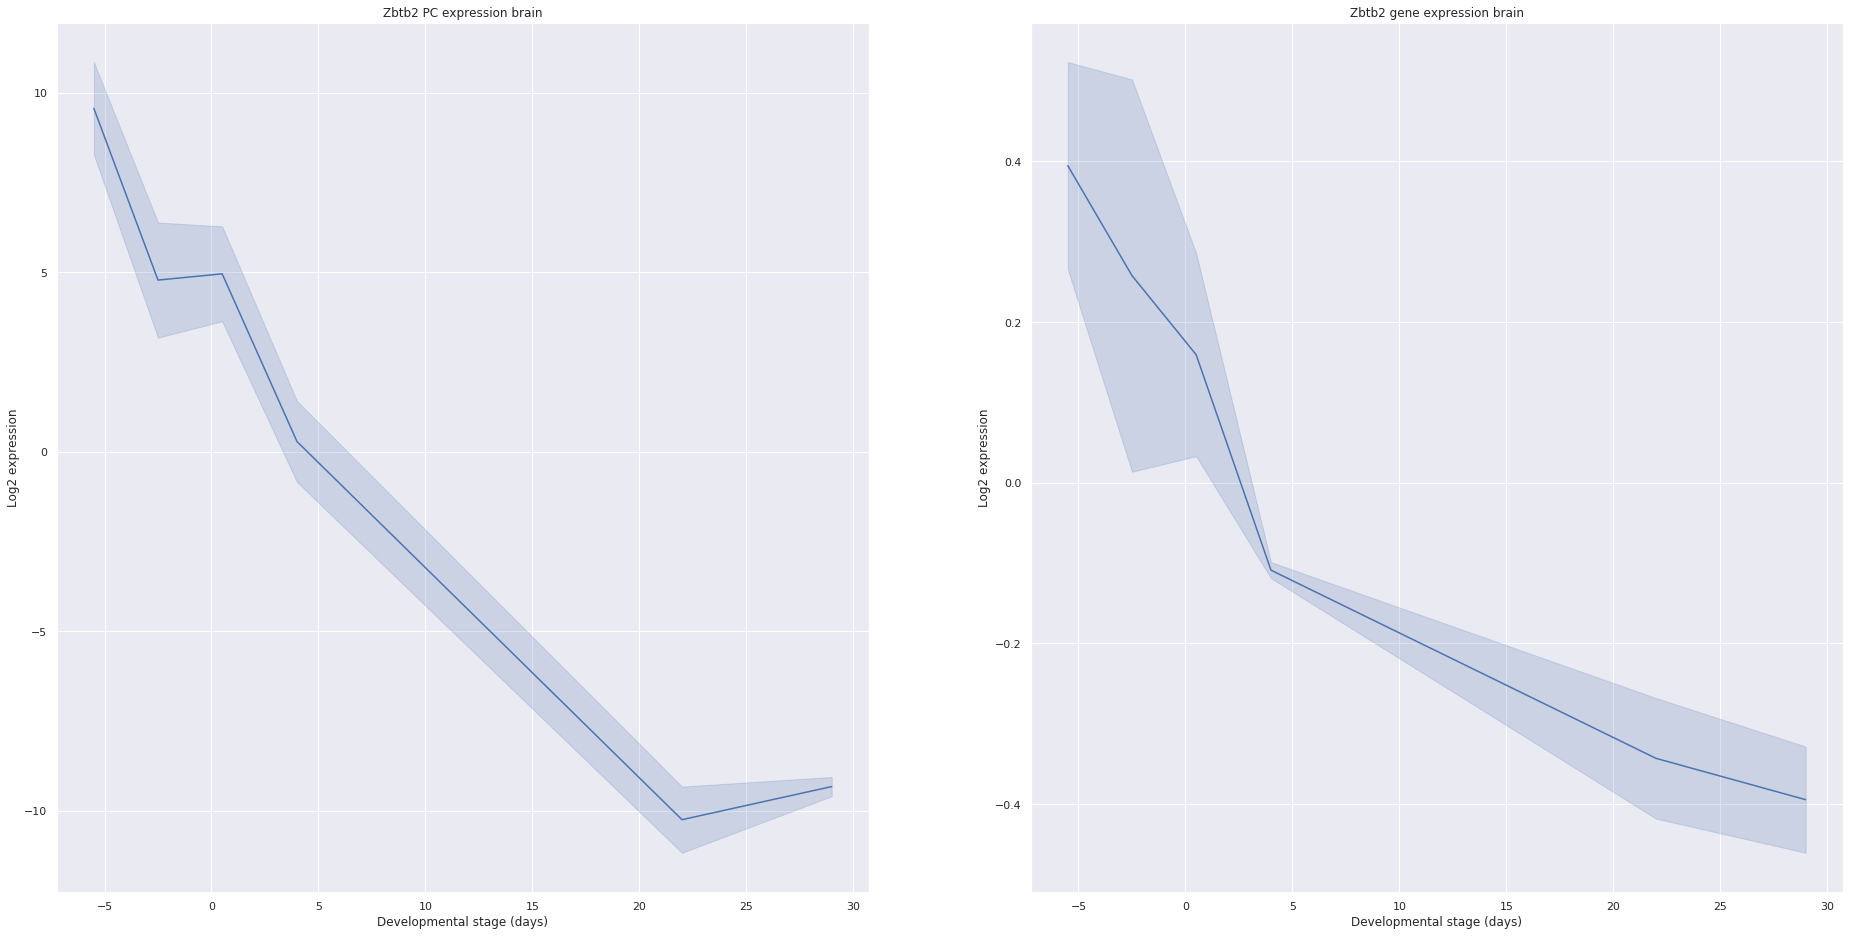 Zbtb2 PC expression brain
Log2 expression
10
5
0
−5
−10
−5 0 5 10 15 20 25 30
Developmental stage (days)
Zbtb2 gene expression brain
Log2 expression
0.4
0.2
0.0
−0.2
−0.4
−5 0 5 10 15 20 25 30
Developmental stage (days)